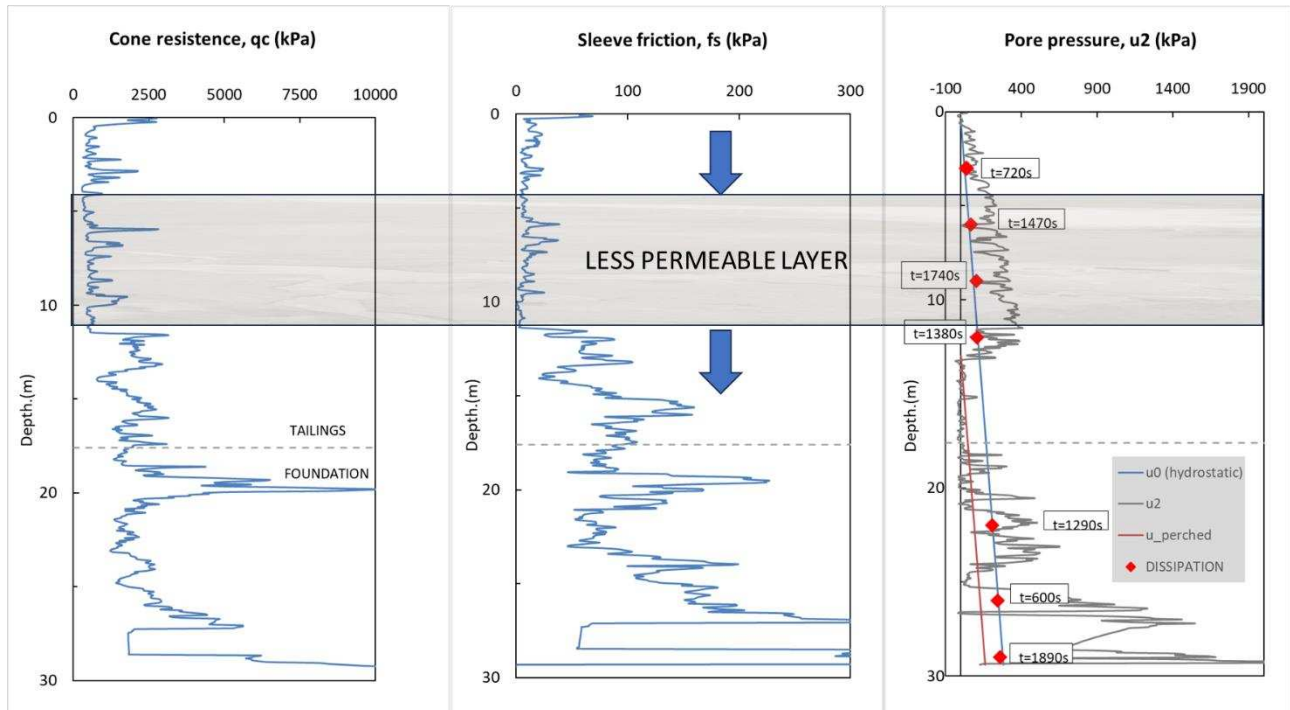 Cone resistence, qc (kPa)
0 2500 5000 7500 10000
0
10
20
30
Depth.(m)
TAILINGS
FOUNDATION
Sleeve friction, fs (kPa)
0 100 200 300
0
10
20
30
Depth.(m)
LESS PERMEABLE LAYER
Pore pressure, u2 (kPa)
-100 400 900 1400 1900
0
10
20
30
Depth.(m)
t=720s
t=1470s
t=1740s
t=1380s
t=1290s
t=600s
t=1890s
u0 (hydrostatic)
u2
u_perched
DISSIPATION